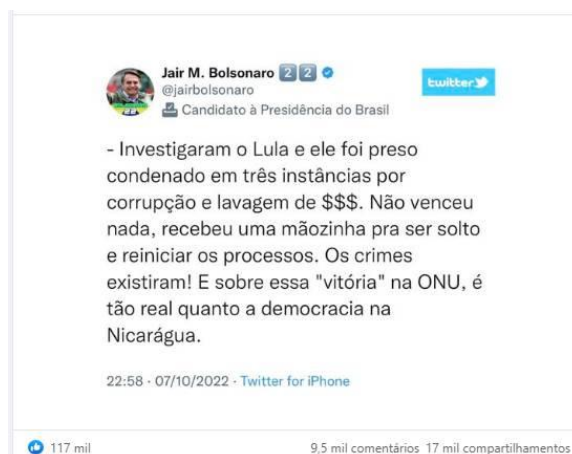 Jair M. Bolsonaro 2️⃣ 2️⃣
twitter
@jairbolsonaro
Candidato à Presidência do Brasil
- Investigaram o Lula e ele foi preso
condenado em três instâncias por
corrupção e lavagem de $$$. Não venceu
nada, recebeu uma mãozinha pra ser solto
e reiniciar os processos. Os crimes
existiram! E sobre essa "vitória" na ONU, é
tão real quanto a democracia na
Nicarágua.
22:58 · 07/10/2022 · Twitter for iPhone
117 mil 9,5 mil comentários 17 mil compartilhamentos